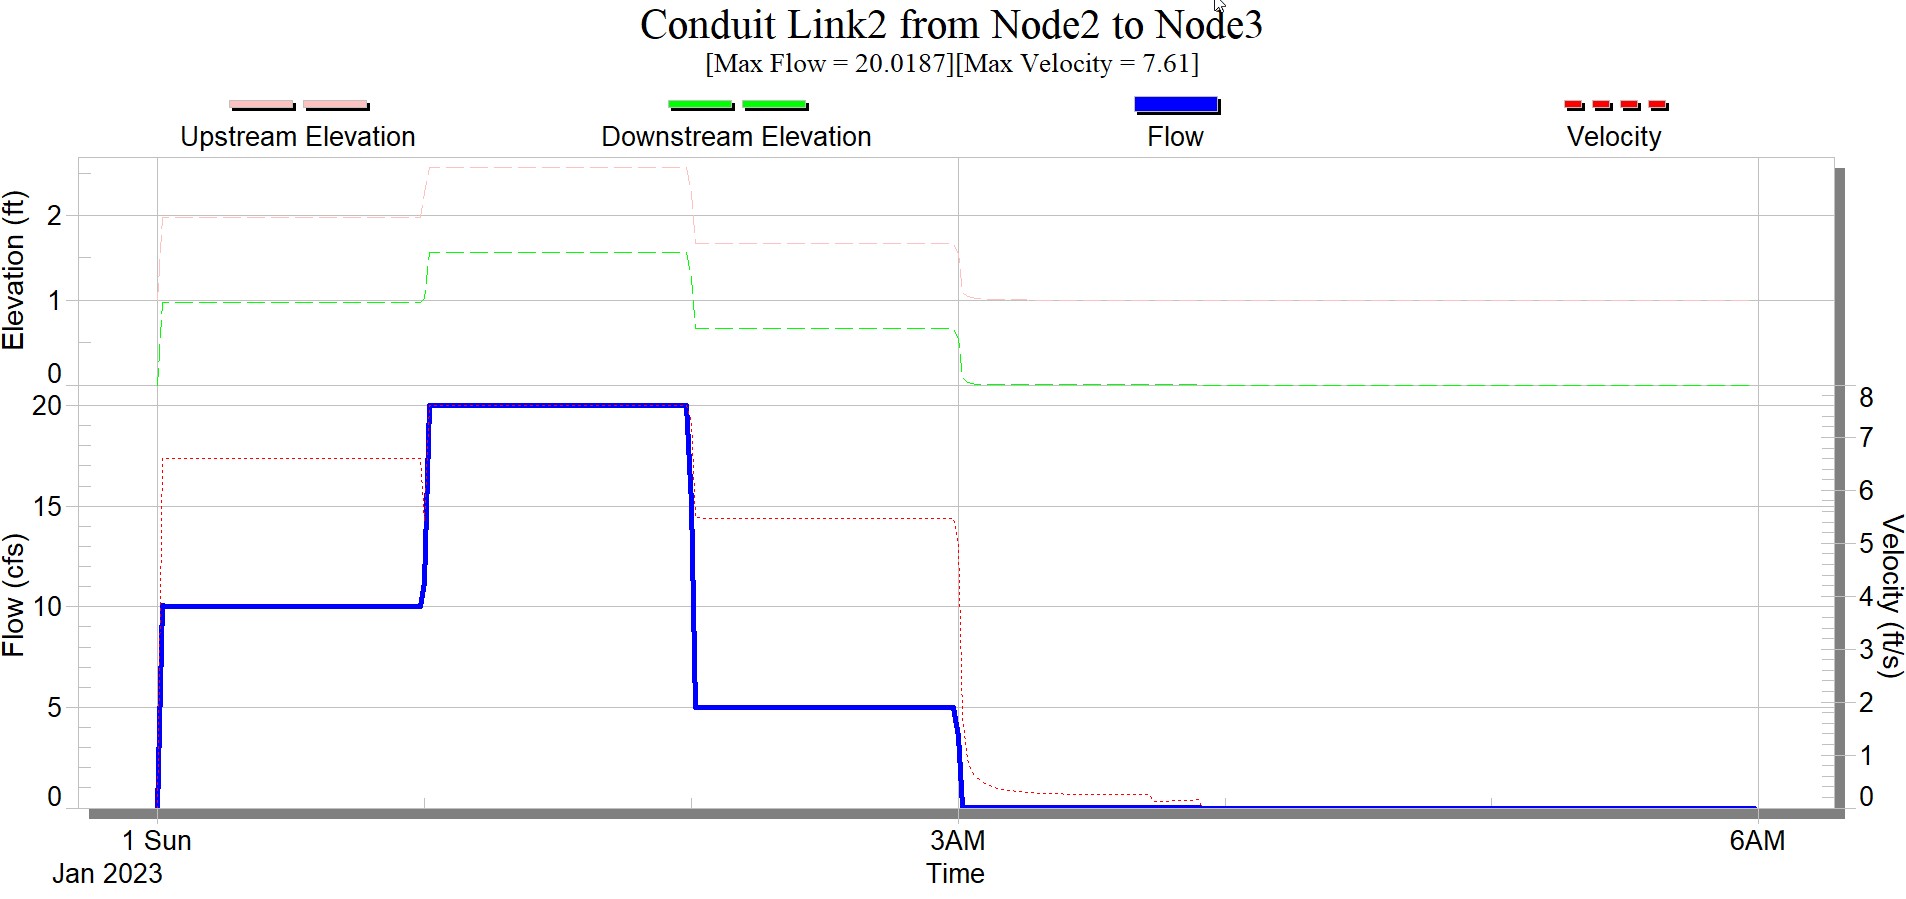 Conduit Link2 from Node2 to Node3
[Max Flow = 20.0187][Max Velocity = 7.61]
Upstream Elevation
Downstream Elevation
Flow
Velocity
Elevation (ft)
2
1
0
Flow (cfs)
20
15
10
5
0
8
7
6
5
4
3
2
1
0
Velocity (ft/s)
1 Sun
3AM
6AM
Jan 2023
Time